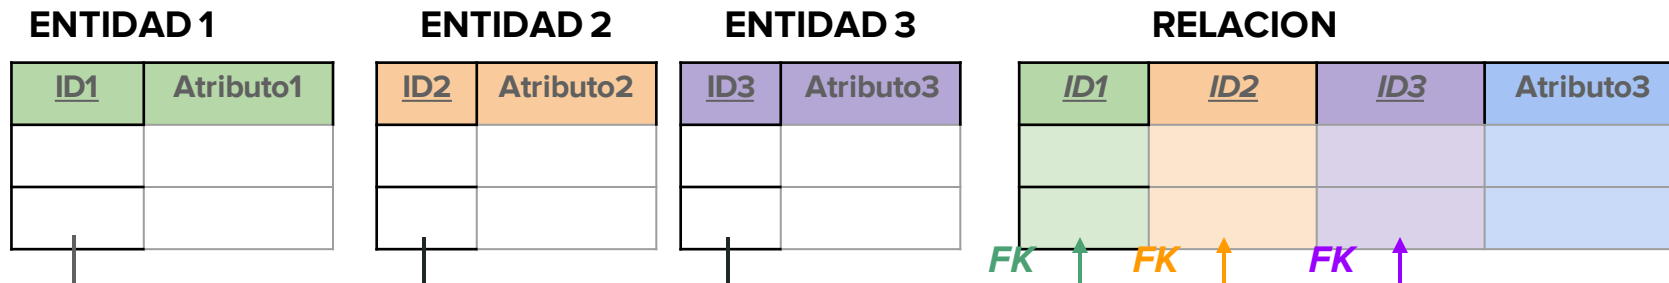 ENTIDAD 1 ENTIDAD 2 ENTIDAD 3 RELACION
ID1 Atributo1 ID2 Atributo2 ID3 Atributo3 ID1 ID2 ID3 Atributo3
FK FK FK